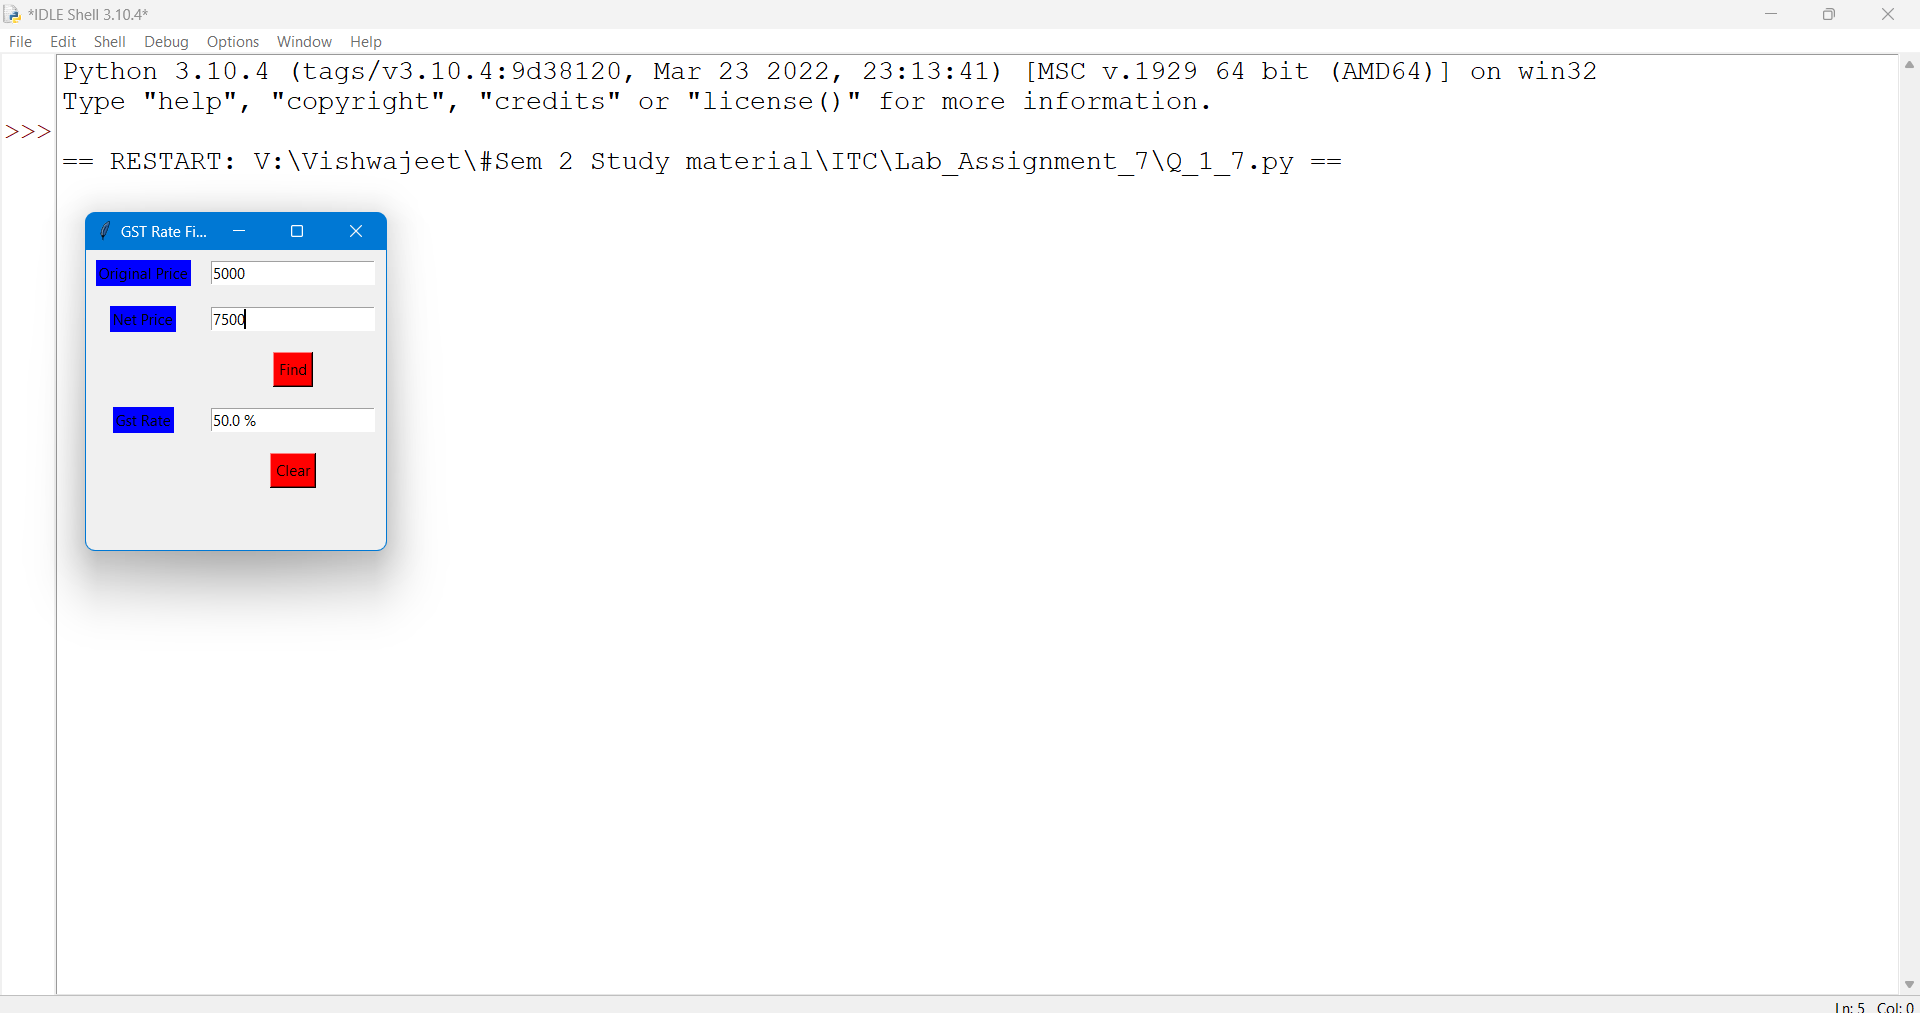 *IDLE Shell 3.10.4*
File Edit Shell Debug Options Window Help
Python 3.10.4 (tags/v3.10.4:9d38120, Mar 23 2022, 23:13:41) [MSC v.1929 64 bit (AMD64)] on win32
Type "help", "copyright", "credits" or "license()" for more information.
>>>
== RESTART: V:\Vishwajeet\#Sem 2 Study material\ITC\Lab_Assignment_7\Q_1_7.py ==
GST Rate Fi...
Original Price 5000
Net Price 7500
Find
Gst Rate 50.0 %
Clear
Ln: 5 Col: 0